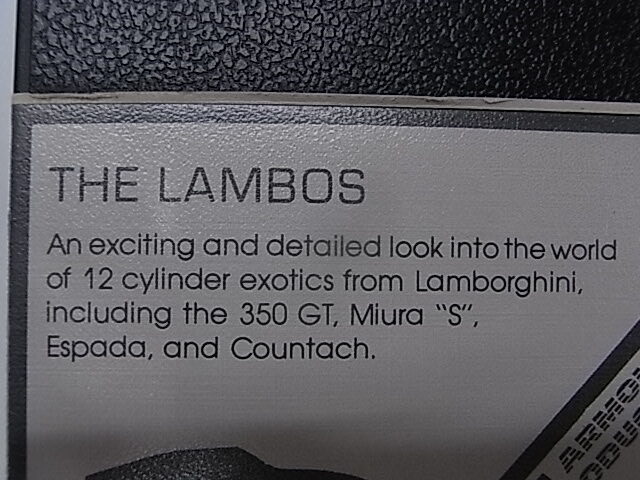 THE LAMBOS
An exciting and detailed look into the world
of 12 cylinder exotics from Lamborghini,
including the 350 GT, Miura "S",
Espada, and Countach.